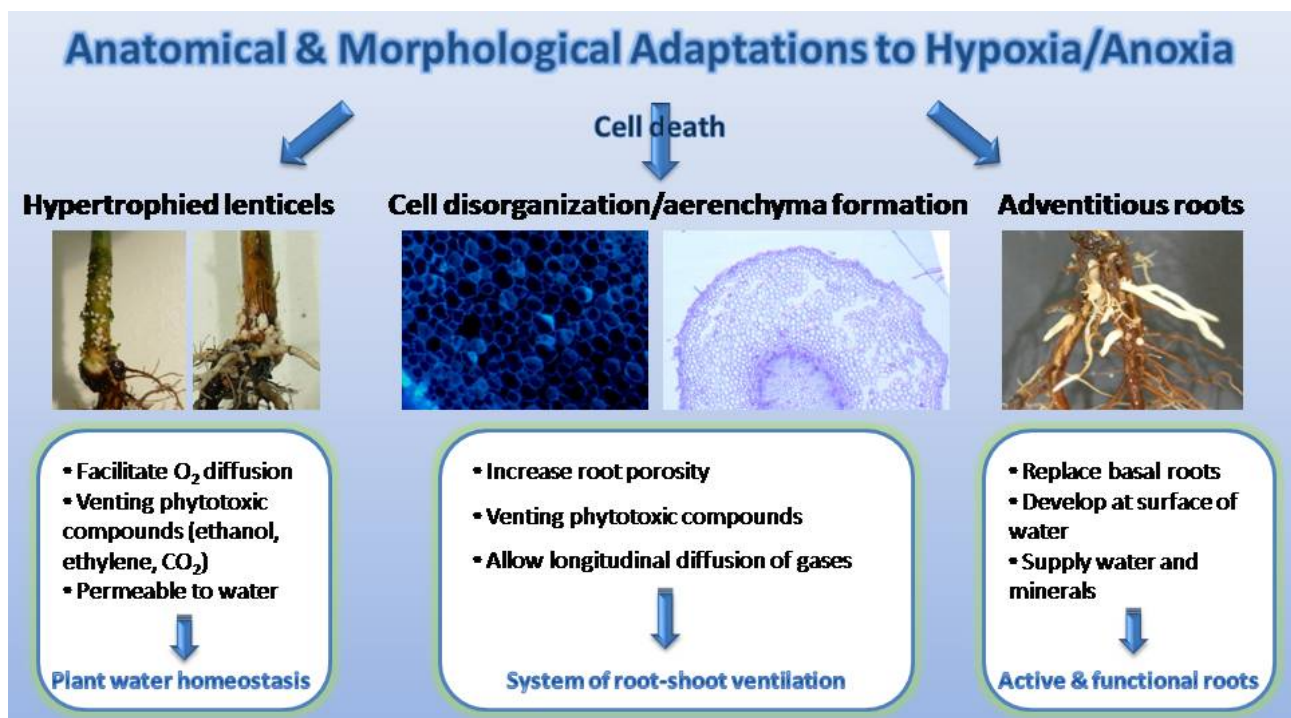 Anatomical & Morphological Adaptations to Hypoxia/Anoxia
Cell death
Hypertrophied lenticels
Cell disorganization/aerenchyma formation
Adventitious roots
• Facilitate O₂ diffusion
• Venting phytotoxic
compounds (ethanol,
ethylene, CO₂)
• Permeable to water
Plant water homeostasis
• Increase root porosity
• Venting phytotoxic compounds
• Allow longitudinal diffusion of gases
System of root-shoot ventilation
• Replace basal roots
• Develop at surface of
water
• Supply water and
minerals
Active & functional roots